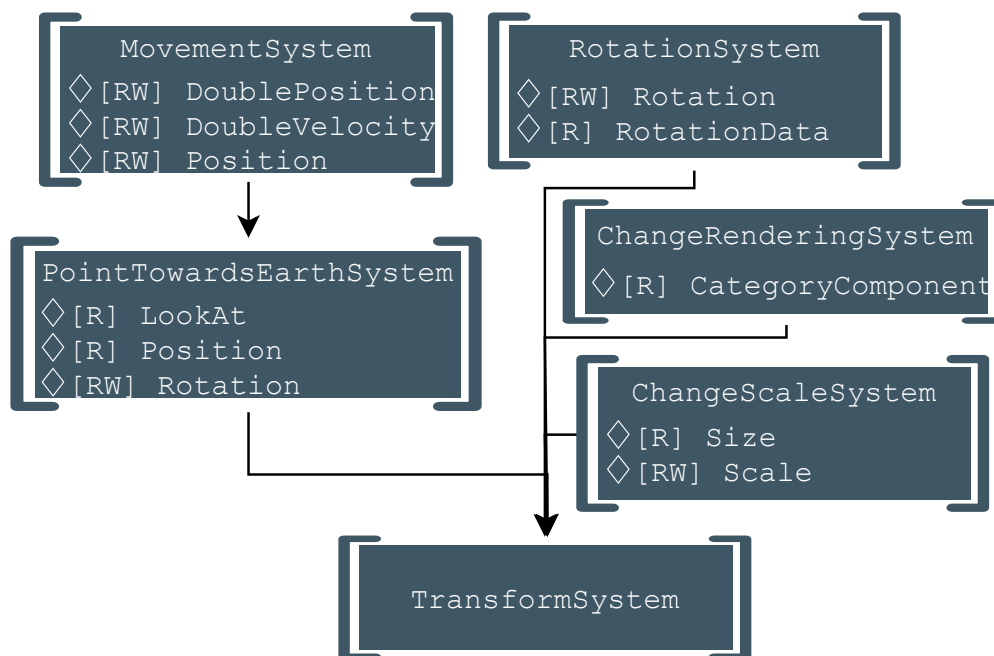 MovementSystem
[RW] DoublePosition
[RW] DoubleVelocity
[RW] Position
RotationSystem
[RW] Rotation
[R] RotationData
PointTowardsEarthSystem
[R] LookAt
[R] Position
[RW] Rotation
ChangeRenderingSystem
[R] CategoryComponent
ChangeScaleSystem
[R] Size
[RW] Scale
TransformSystem